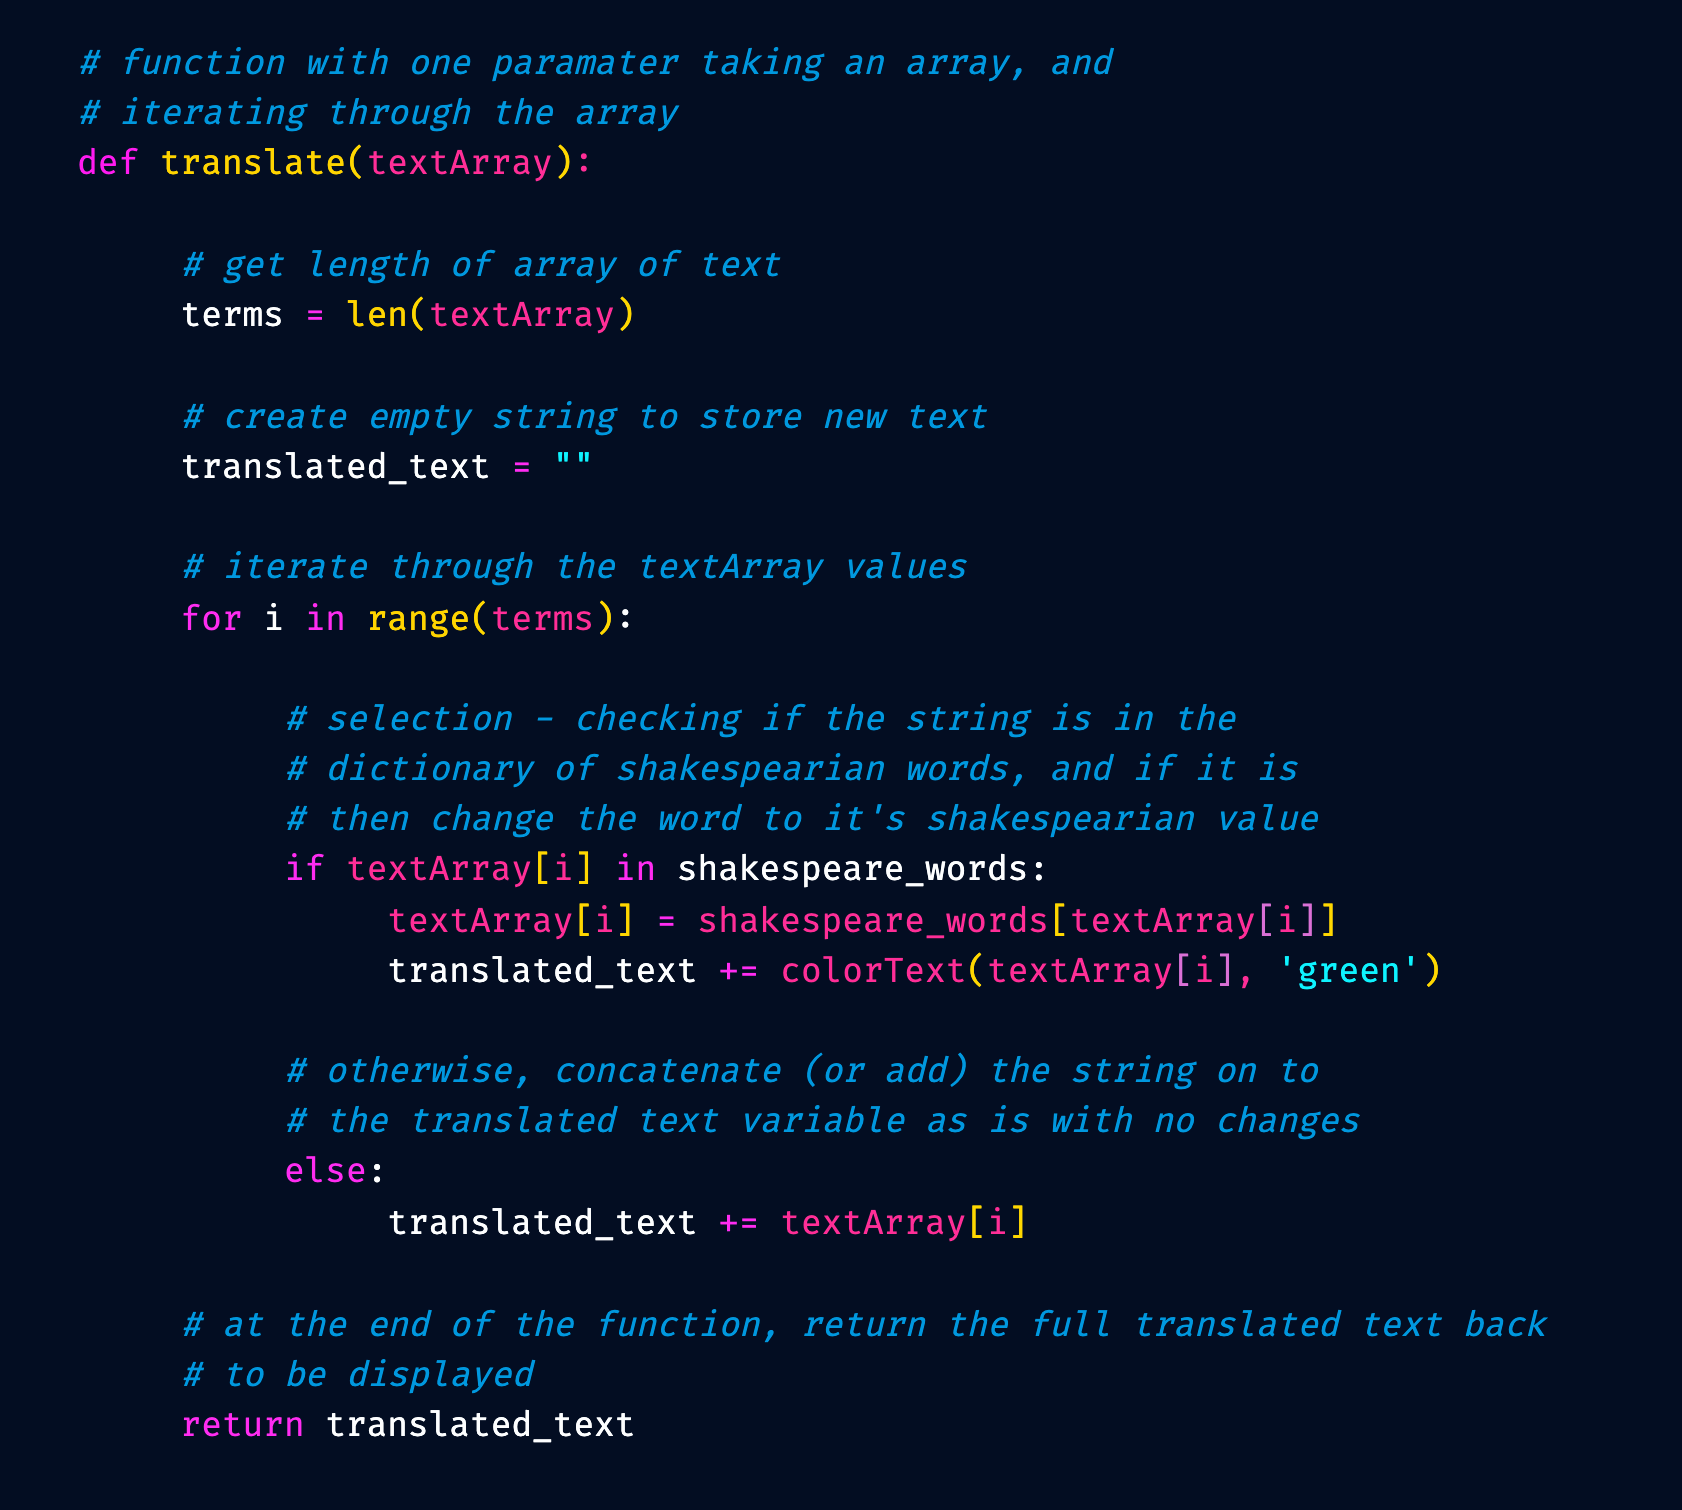 # function with one paramater taking an array, and
# iterating through the array
def translate(textArray):
# get length of array of text
terms = len(textArray)
# create empty string to store new text
translated_text = ""
# iterate through the textArray values
for i in range(terms):
# selection - checking if the string is in the
# dictionary of shakespearian words, and if it is
# then change the word to it's shakespearian value
if textArray[i] in shakespeare_words:
textArray[i] = shakespeare_words[textArray[i]]
translated_text += colorText(textArray[i], 'green')
# otherwise, concatenate (or add) the string on to
# the translated text variable as is with no changes
else:
translated_text += textArray[i]
# at the end of the function, return the full translated text back
# to be displayed
return translated_text